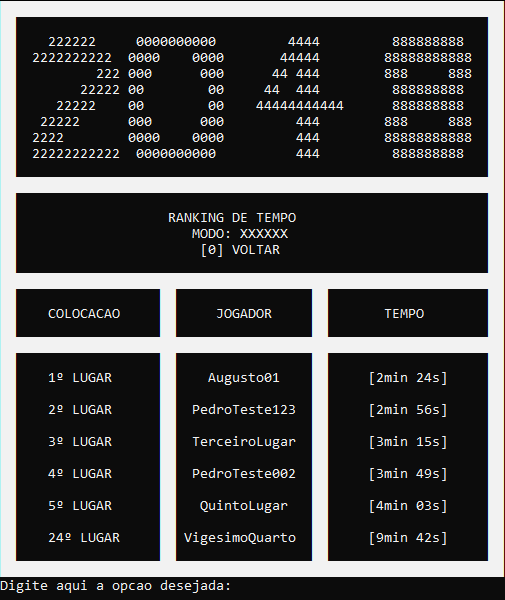 222222     0000000000         4444         888888888
2222222222  0000    0000       44444        88888888888
222 000      000      44 444        888     888
22222 00        00     44  444         888888888
22222    00        00    44444444444      888888888
22222      000      000         444        888     888
2222        0000    0000         444        88888888888
22222222222  0000000000          444         888888888
RANKING DE TEMPO
MODO: XXXXXX
[0] VOLTAR
COLOCACAO JOGADOR TEMPO
1º LUGAR Augusto01 [2min 24s]
2º LUGAR PedroTeste123 [2min 56s]
3º LUGAR TerceiroLugar [3min 15s]
4º LUGAR PedroTeste002 [3min 49s]
5º LUGAR QuintoLugar [4min 03s]
24º LUGAR VigesimoQuarto [9min 42s]
Digite aqui a opcao desejada: